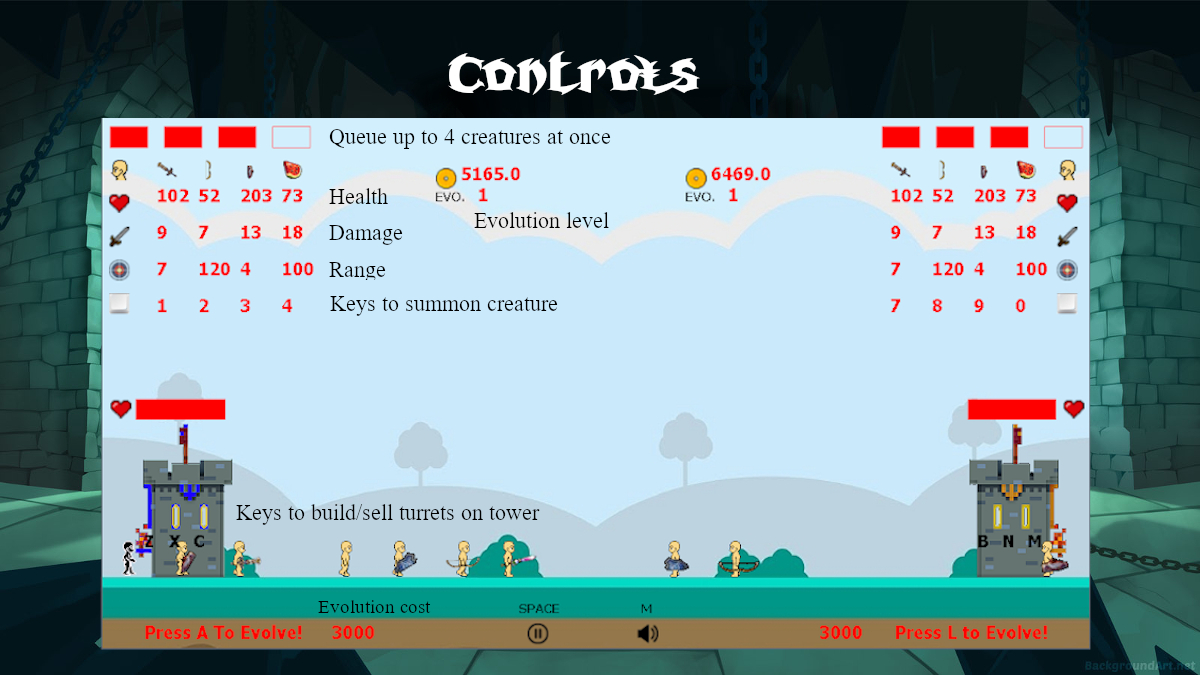 Controls
Queue up to 4 creatures at once
5165.0
6469.0
EVO. 1
EVO. 1
102 52 203 73
Health
102 52 203 73
Evolution level
9 7 13 18
Damage
9 7 13 18
7 120 4 100
Range
7 120 4 100
1 2 3 4
Keys to summon creature
7 8 9 0
Keys to build/sell turrets on tower
Z X C
B N M
Evolution cost
SPACE
M
Press A To Evolve! 3000
3000 Press L to Evolve!
BackgroundArt.net